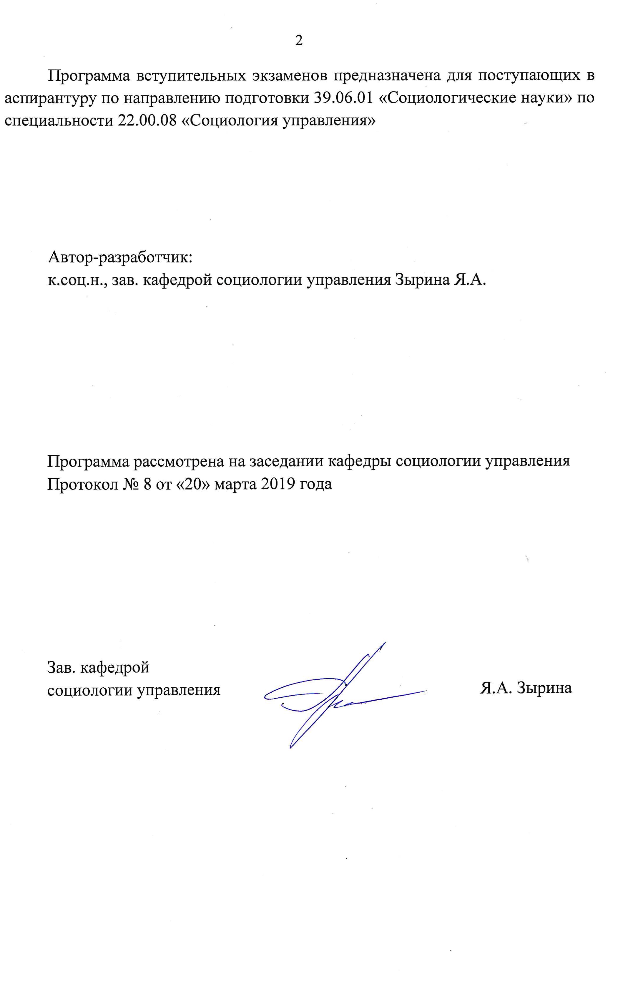 2
Программа вступительных экзаменов предназначена для поступающих в
аспирантуру по направлению подготовки 39.06.01 «Социологические науки» по
специальности 22.00.08 «Социология управления»
Автор-разработчик:
к.соц.н., зав. кафедрой социологии управления Зырина Я.А.
Программа рассмотрена на заседании кафедры социологии управления
Протокол № 8 от «20» марта 2019 года
Зав. кафедрой
социологии управления
Я.А. Зырина